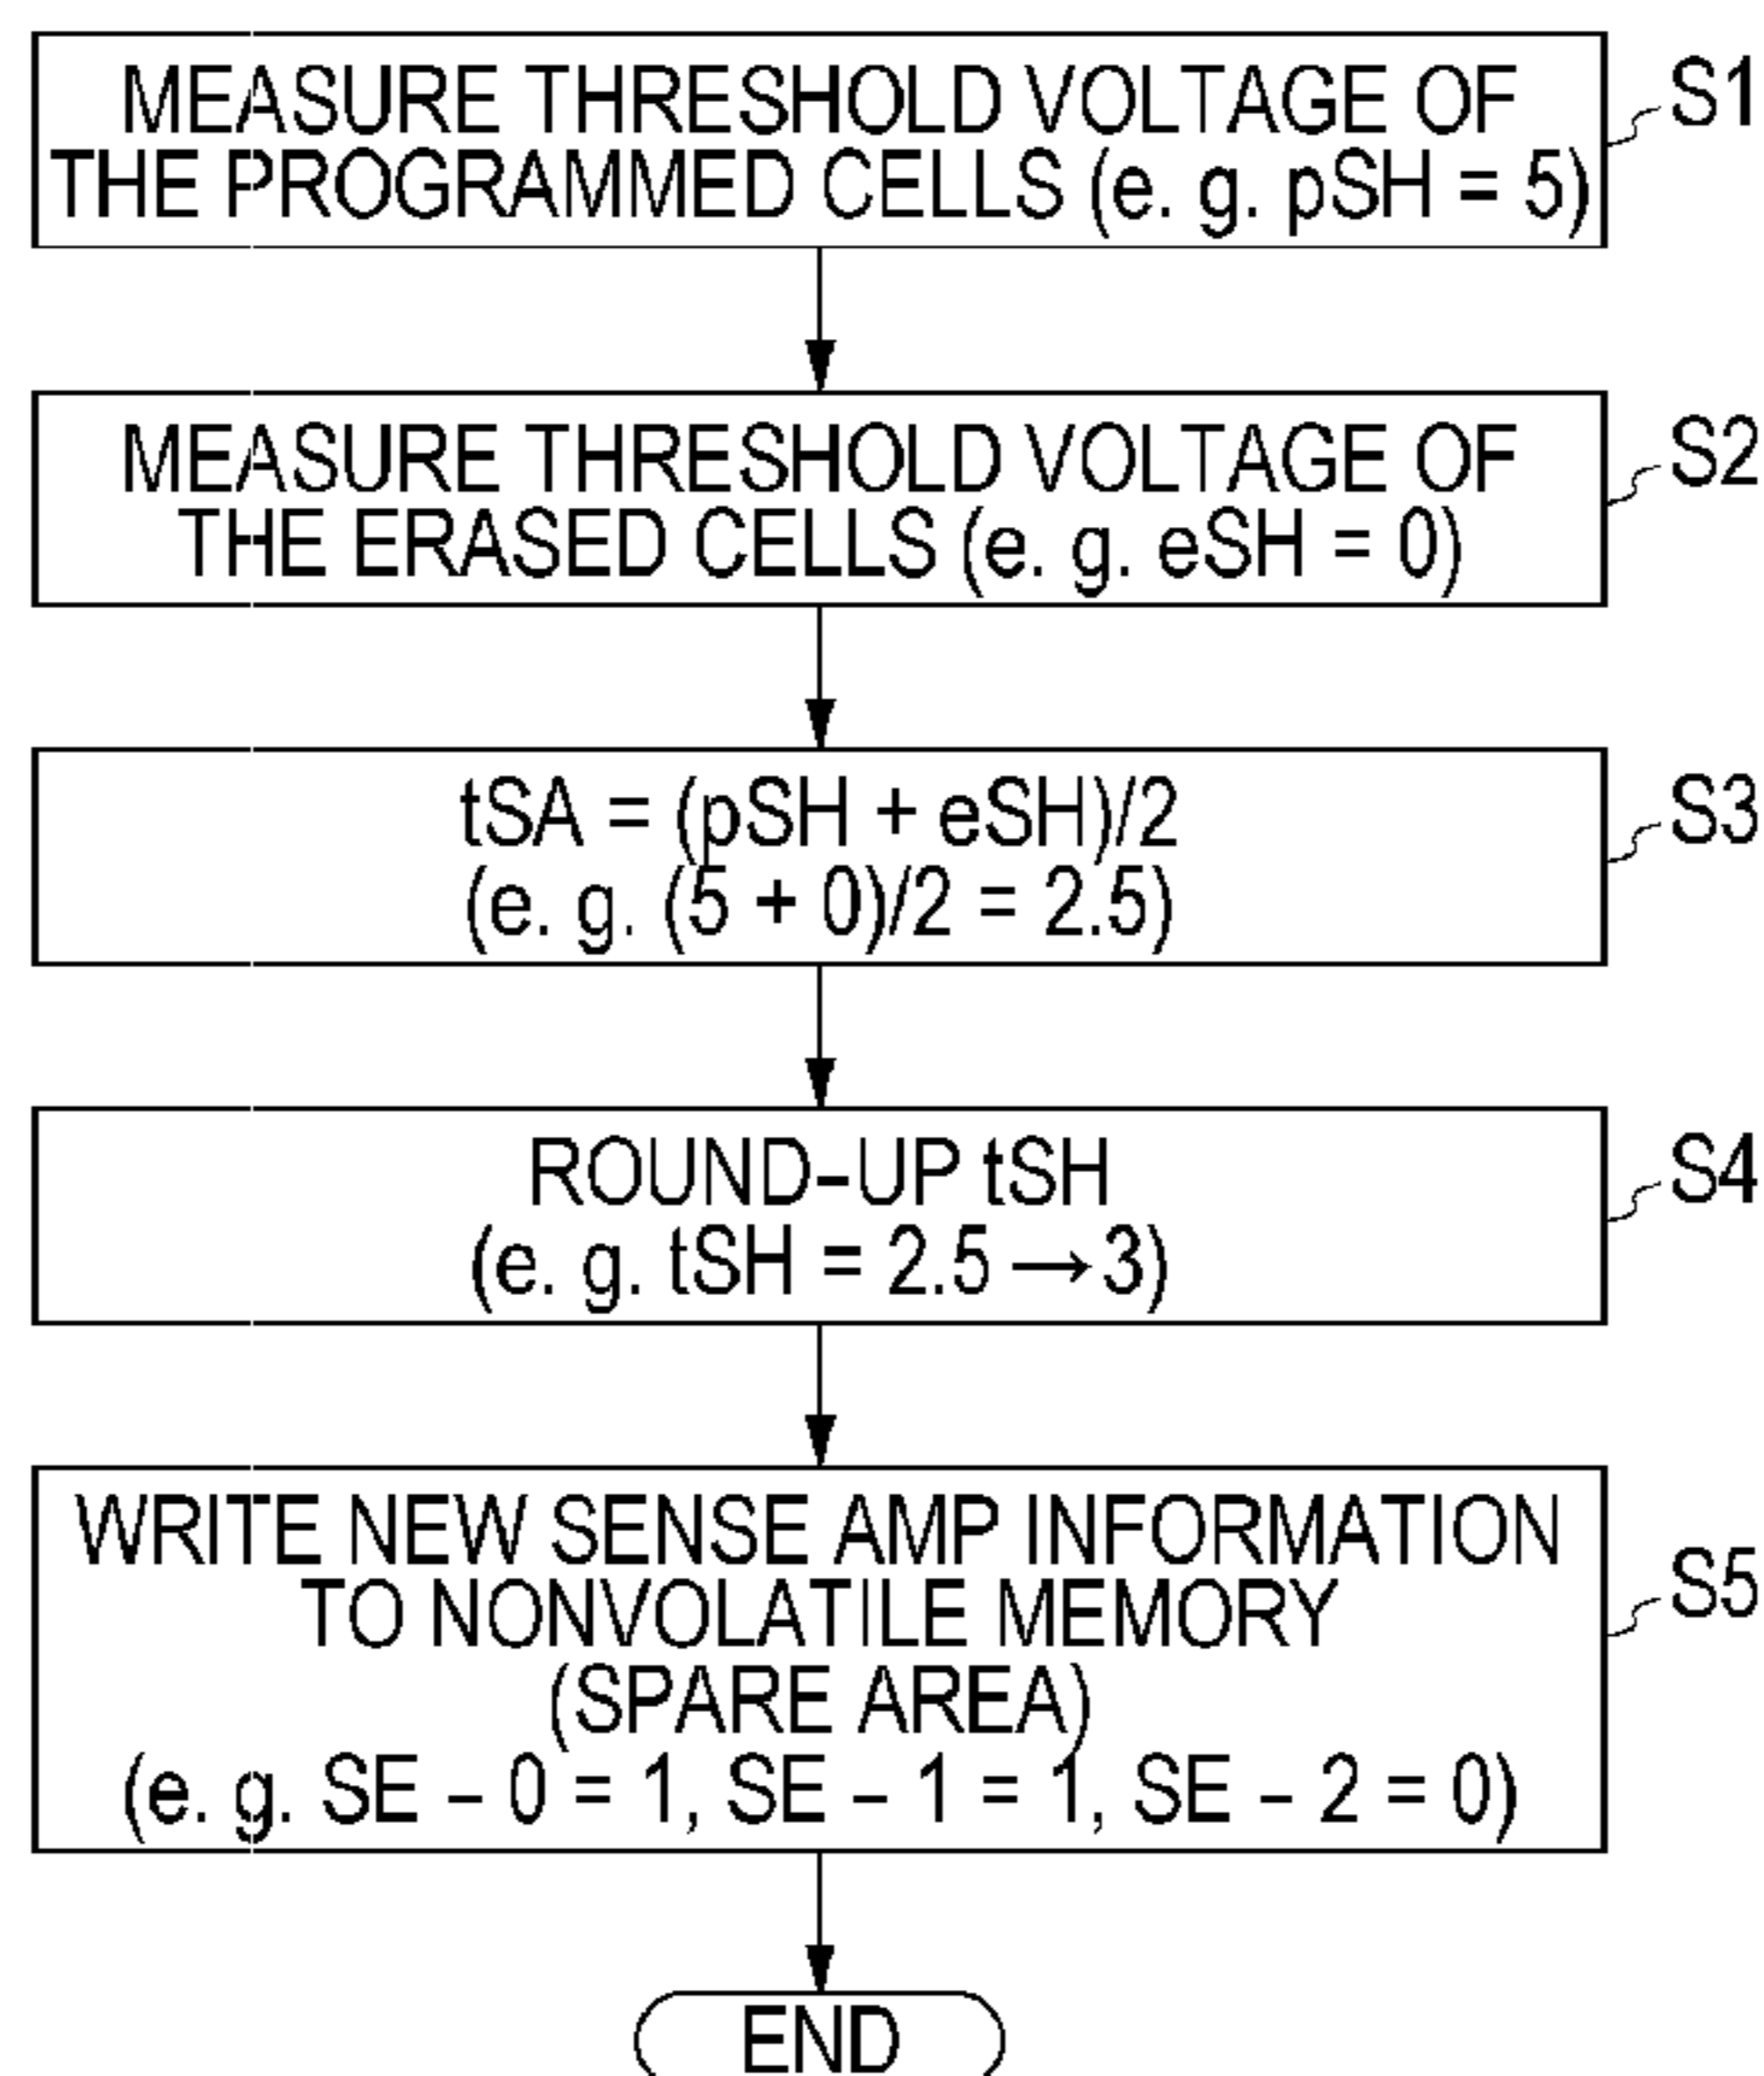 MEASURE THRESHOLD VOLTAGE OF
THE PROGRAMMED CELLS (e. g. pSH = 5)
S1
MEASURE THRESHOLD VOLTAGE OF
THE ERASED CELLS (e. g. eSH = 0)
S2
tSA = (pSH + eSH)/2
(e. g. (5 + 0)/2 = 2.5)
S3
ROUND-UP tSH
(e. g. tSH = 2.5 → 3)
S4
WRITE NEW SENSE AMP INFORMATION
TO NONVOLATILE MEMORY
(SPARE AREA)
(e. g. SE – 0 = 1, SE – 1 = 1, SE – 2 = 0)
S5
END